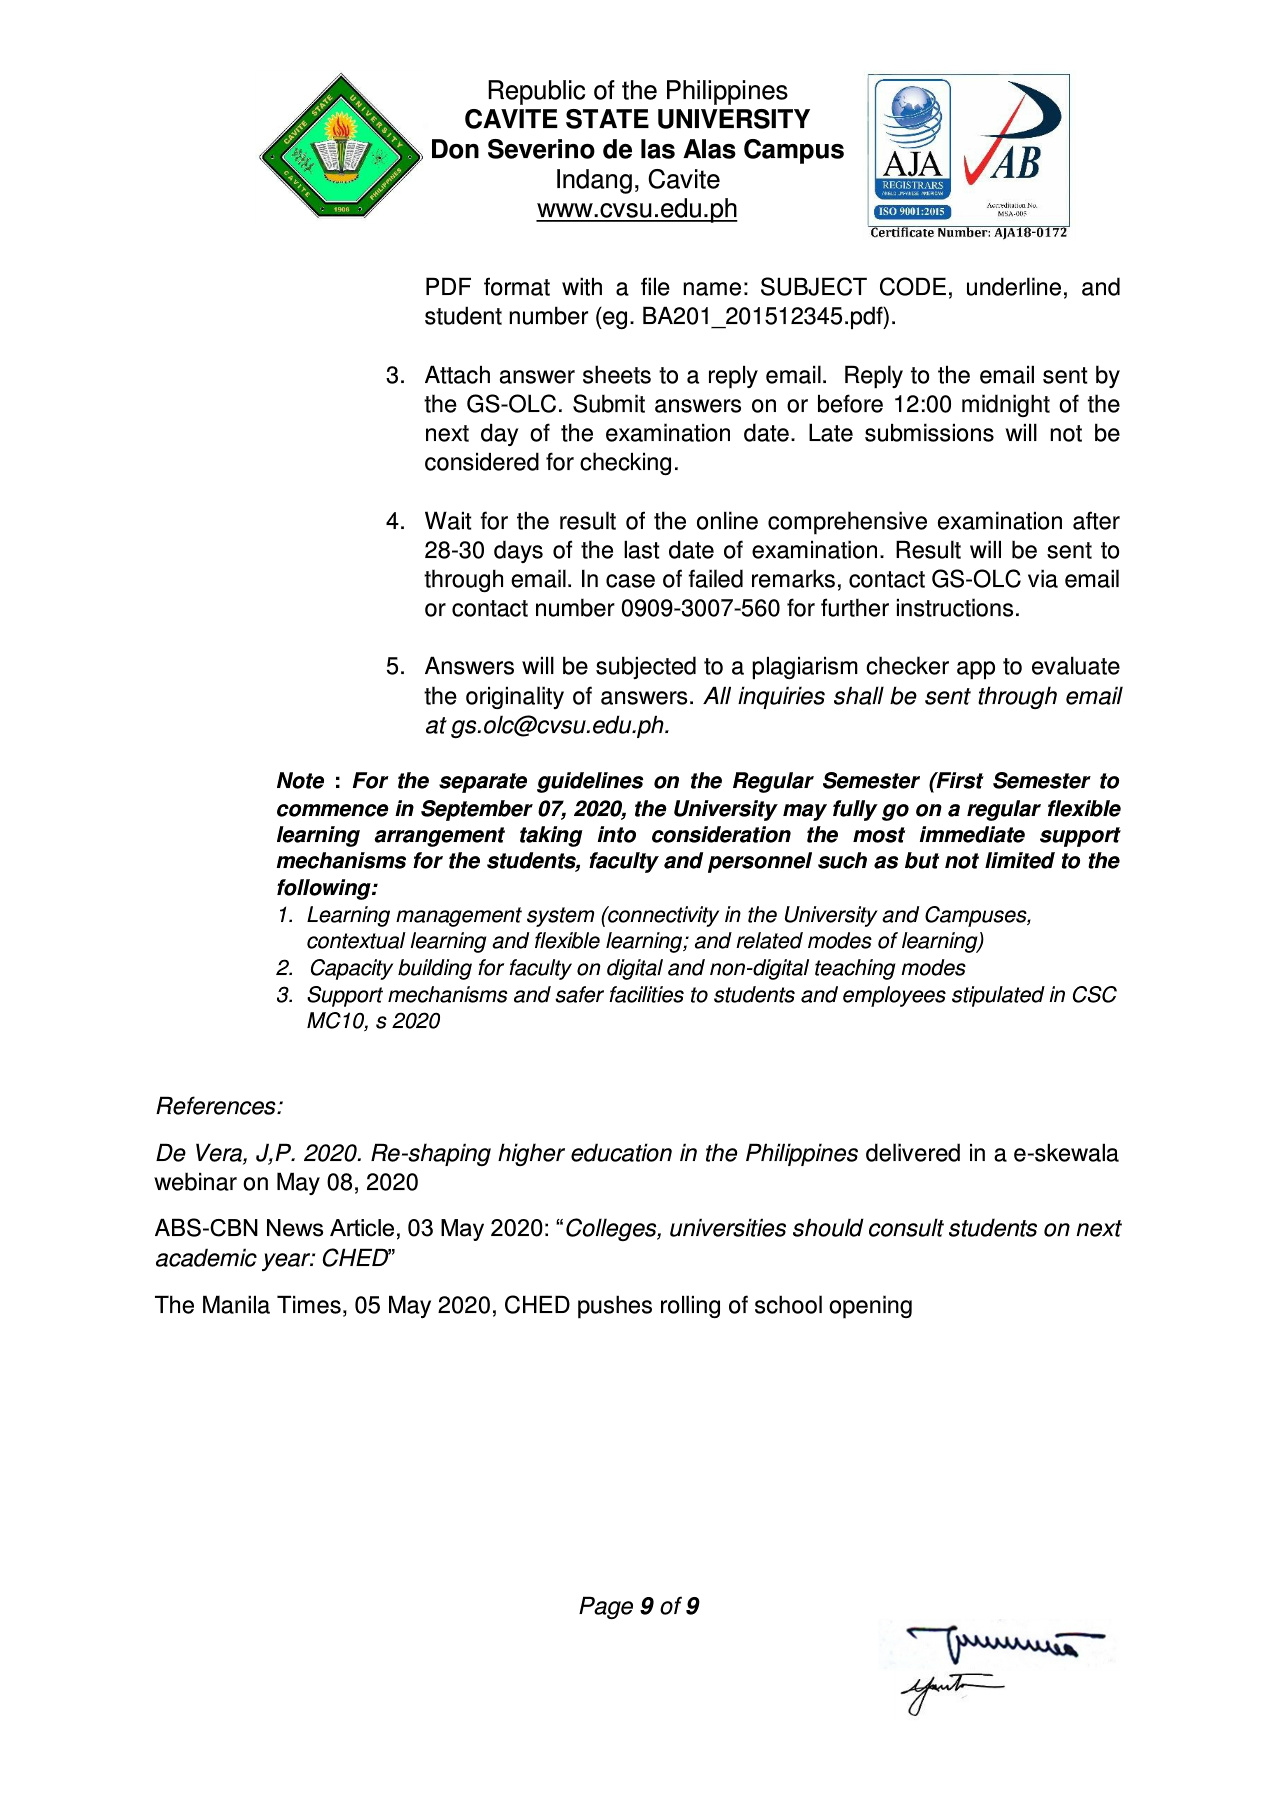 Republic of the Philippines
CAVITE STATE UNIVERSITY
Don Severino de las Alas Campus
Indang, Cavite
www.cvsu.edu.ph
CAVITE STATE UNIVERSITY
CAVITE
PHILIPPINES
1906
AJA
REGISTRARS
ANGLO JAPANESE AMERICAN
ISO 9001:2015
PAB
Accreditation No.
MSA-005
Certificate Number: AJA18-0172
PDF format with a file name: SUBJECT CODE, underline, and
student number (eg. BA201_201512345.pdf).
3. Attach answer sheets to a reply email.  Reply to the email sent by
the GS-OLC. Submit answers on or before 12:00 midnight of the
next day of the examination date. Late submissions will not be
considered for checking.
4. Wait for the result of the online comprehensive examination after
28-30 days of the last date of examination. Result will be sent to
through email. In case of failed remarks, contact GS-OLC via email
or contact number 0909-3007-560 for further instructions.
5. Answers will be subjected to a plagiarism checker app to evaluate
the originality of answers. All inquiries shall be sent through email
at gs.olc@cvsu.edu.ph.
Note : For the separate guidelines on the Regular Semester (First Semester to
commence in September 07, 2020, the University may fully go on a regular flexible
learning arrangement taking into consideration the most immediate support
mechanisms for the students, faculty and personnel such as but not limited to the
following:
1. Learning management system (connectivity in the University and Campuses,
contextual learning and flexible learning; and related modes of learning)
2. Capacity building for faculty on digital and non-digital teaching modes
3. Support mechanisms and safer facilities to students and employees stipulated in CSC
MC10, s 2020
References:
De Vera, J,P. 2020. Re-shaping higher education in the Philippines delivered in a e-skewala
webinar on May 08, 2020
ABS-CBN News Article, 03 May 2020: “Colleges, universities should consult students on next
academic year: CHED”
The Manila Times, 05 May 2020, CHED pushes rolling of school opening
Page 9 of 9